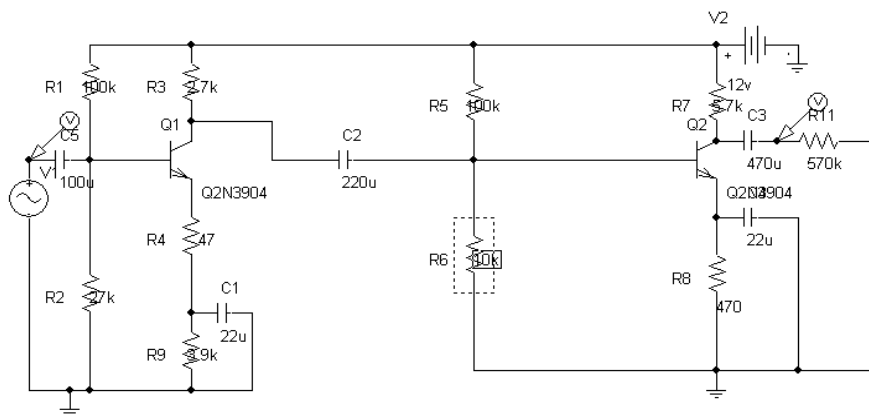 V2
+
-
12v
R1
100k
R3
2.7k
R5
100k
R7
5.7k
C3
470u
R11
570k
V
V
C5
100u
V1
Q1
Q2N3904
C2
220u
Q2
Q2N3904
C4
22u
R4
47
R6
10k
R2
27k
C1
22u
R9
3.9k
R8
470